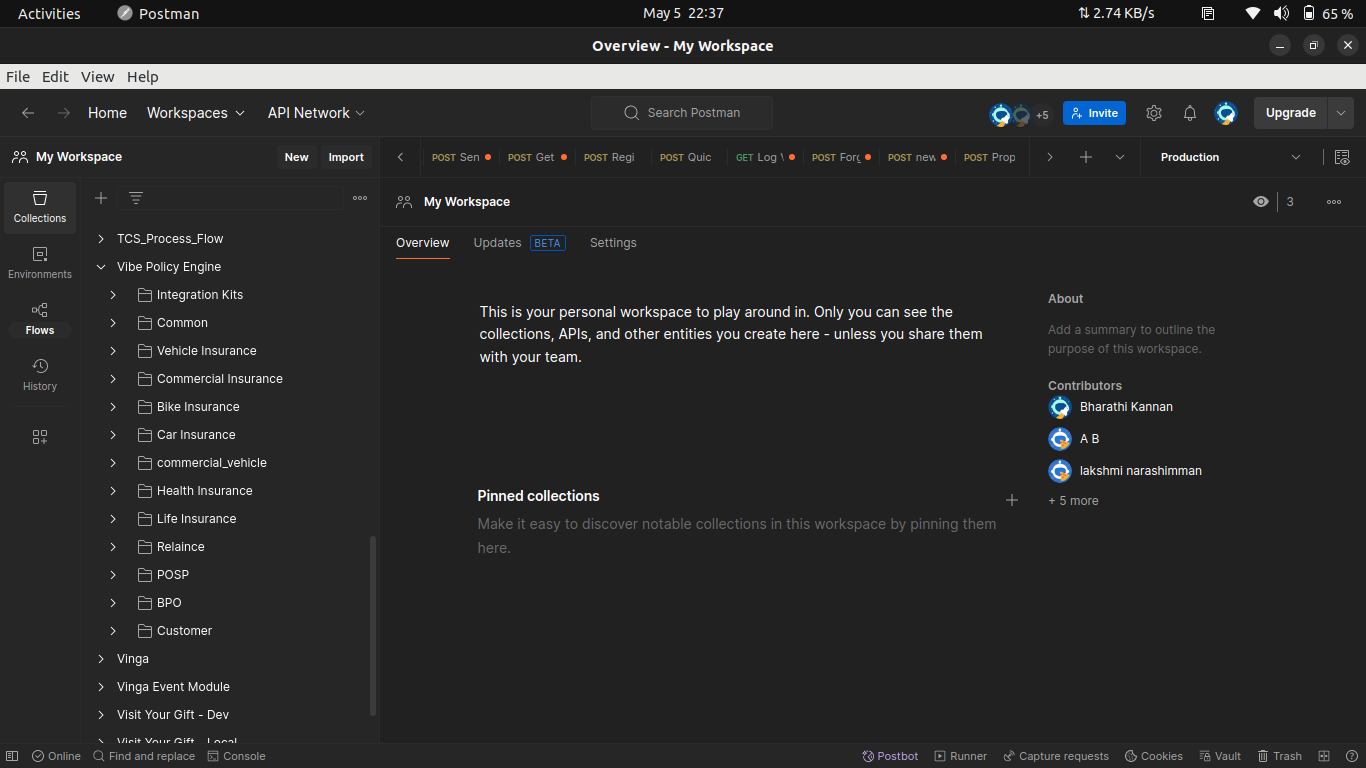 Activities
Postman
May 5 22:37
2.74 KB/s
65 %
Overview - My Workspace
File Edit View Help
Home
Workspaces
API Network
Search Postman
+5
Invite
Upgrade
My Workspace
New
Import
POST Sen
POST Get
POST Regi
POST Quic
GET Log
POST Forg
POST new
POST Prop
Production
Collections
Environments
Flows
History
TCS_Process_Flow
Vibe Policy Engine
Integration Kits
Common
Vehicle Insurance
Commercial Insurance
Bike Insurance
Car Insurance
commercial_vehicle
Health Insurance
Life Insurance
Relaince
POSP
BPO
Customer
Vinga
Vinga Event Module
Visit Your Gift - Dev
Visit Your Gift - Local
My Workspace
3
Overview
Updates BETA
Settings
This is your personal workspace to play around in. Only you can see the
collections, APIs, and other entities you create here - unless you share them
with your team.
Pinned collections
Make it easy to discover notable collections in this workspace by pinning them
here.
About
Add a summary to outline the
purpose of this workspace.
Contributors
Bharathi Kannan
A B
lakshmi narashimman
+ 5 more
Online
Find and replace
Console
Postbot
Runner
Capture requests
Cookies
Vault
Trash